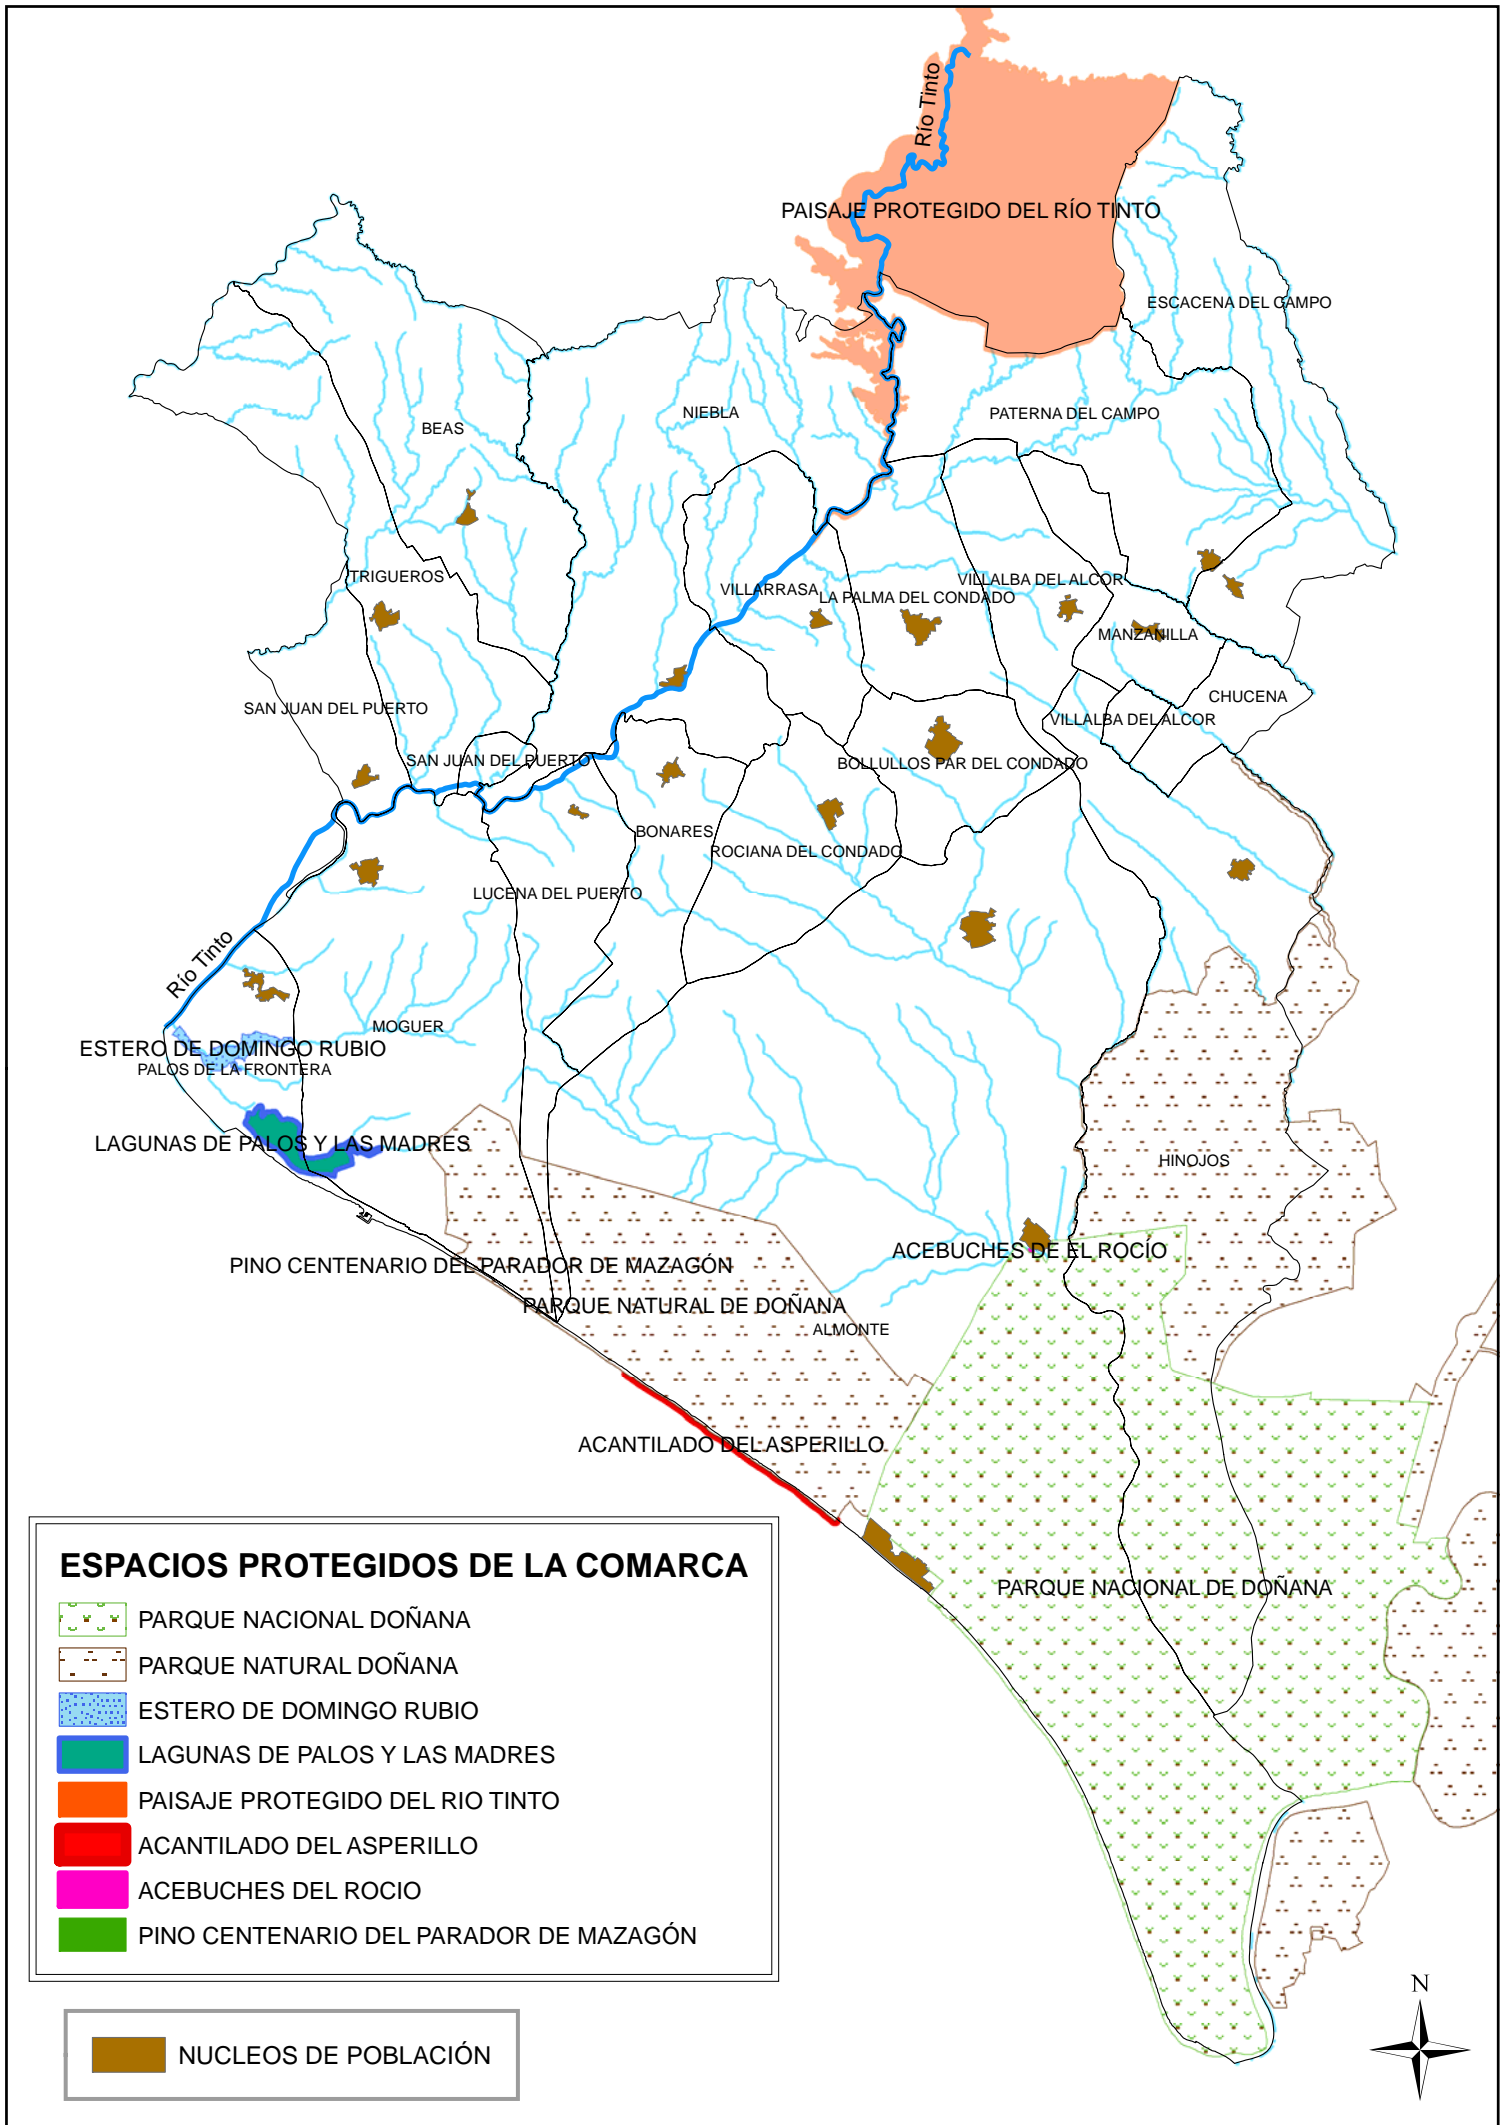 Río Tinto
PAISAJE PROTEGIDO DEL RÍO TINTO
ESCACENA DEL CAMPO
NIEBLA
PATERNA DEL CAMPO
BEAS
TRIGUEROS
VILLARRASA
LA PALMA DEL CONDADO
VILLALBA DEL ALCOR
MANZANILLA
CHUCENA
SAN JUAN DEL PUERTO
VILLALBA DEL ALCOR
SAN JUAN DEL PUERTO
BOLLULLOS PAR DEL CONDADO
BONARES
ROCIANA DEL CONDADO
LUCENA DEL PUERTO
Río Tinto
MOGUER
ESTERO DE DOMINGO RUBIO
PALOS DE LA FRONTERA
LAGUNAS DE PALOS Y LAS MADRES
HINOJOS
ACEBUCHES DE EL ROCÍO
PINO CENTENARIO DEL PARADOR DE MAZAGÓN
PARQUE NATURAL DE DOÑANA
ALMONTE
ACANTILADO DEL ASPERILLO
PARQUE NACIONAL DE DOÑANA
ESPACIOS PROTEGIDOS DE LA COMARCA
PARQUE NACIONAL DOÑANA
PARQUE NATURAL DOÑANA
ESTERO DE DOMINGO RUBIO
LAGUNAS DE PALOS Y LAS MADRES
PAISAJE PROTEGIDO DEL RIO TINTO
ACANTILADO DEL ASPERILLO
ACEBUCHES DEL ROCIO
PINO CENTENARIO DEL PARADOR DE MAZAGÓN
N
NUCLEOS DE POBLACIÓN